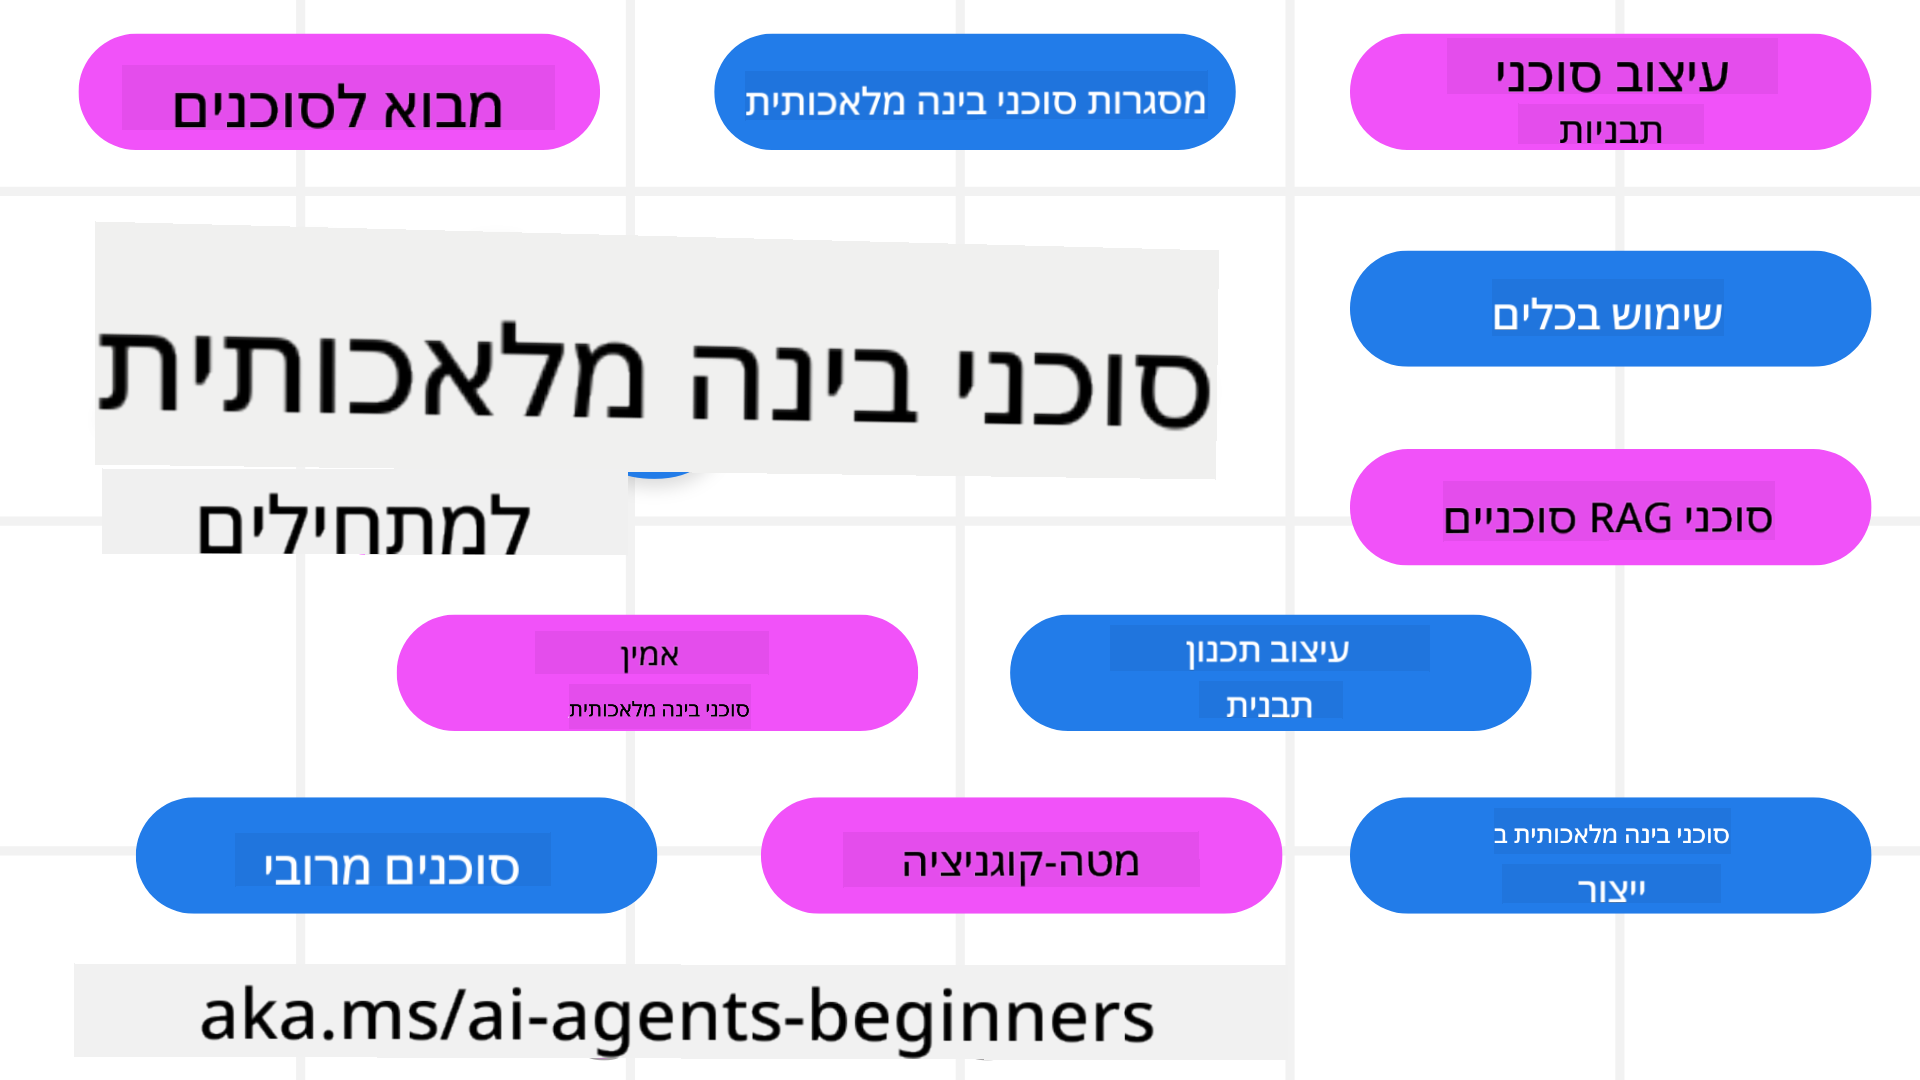 מבוא לסוכנים
מסגרות סוכני בינה מלאכותית
עיצוב סוכני
תבניות
סוכני בינה מלאכותית
למתחילים
שימוש בכלים
סוכני RAG סוכניים
אמין
סוכני בינה מלאכותית
עיצוב תכנון
תבנית
סוכנים מרובי
מטה-קוגניציה
סוכני בינה מלאכותית ב
ייצור
aka.ms/ai-agents-beginners